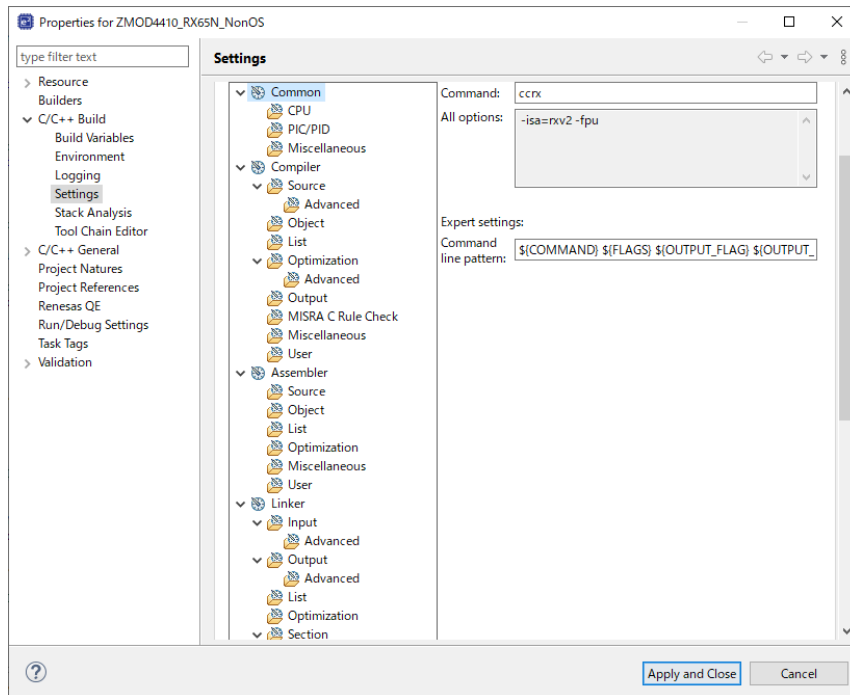 Properties for ZMOD4410_RX65N_NonOS
type filter text
Resource
Builders
C/C++ Build
Build Variables
Environment
Logging
Settings
Stack Analysis
Tool Chain Editor
C/C++ General
Project Natures
Project References
Renesas QE
Run/Debug Settings
Task Tags
Validation
Settings
Common
CPU
PIC/PID
Miscellaneous
Compiler
Source
Advanced
Object
List
Optimization
Advanced
Output
MISRA C Rule Check
Miscellaneous
User
Assembler
Source
Object
List
Optimization
Miscellaneous
User
Linker
Input
Advanced
Output
Advanced
List
Optimization
Section
Command: ccrx
All options: -isa=rxv2 -fpu
Expert settings:
Command
line pattern: ${COMMAND} ${FLAGS} ${OUTPUT_FLAG} ${OUTPUT_
Apply and Close
Cancel